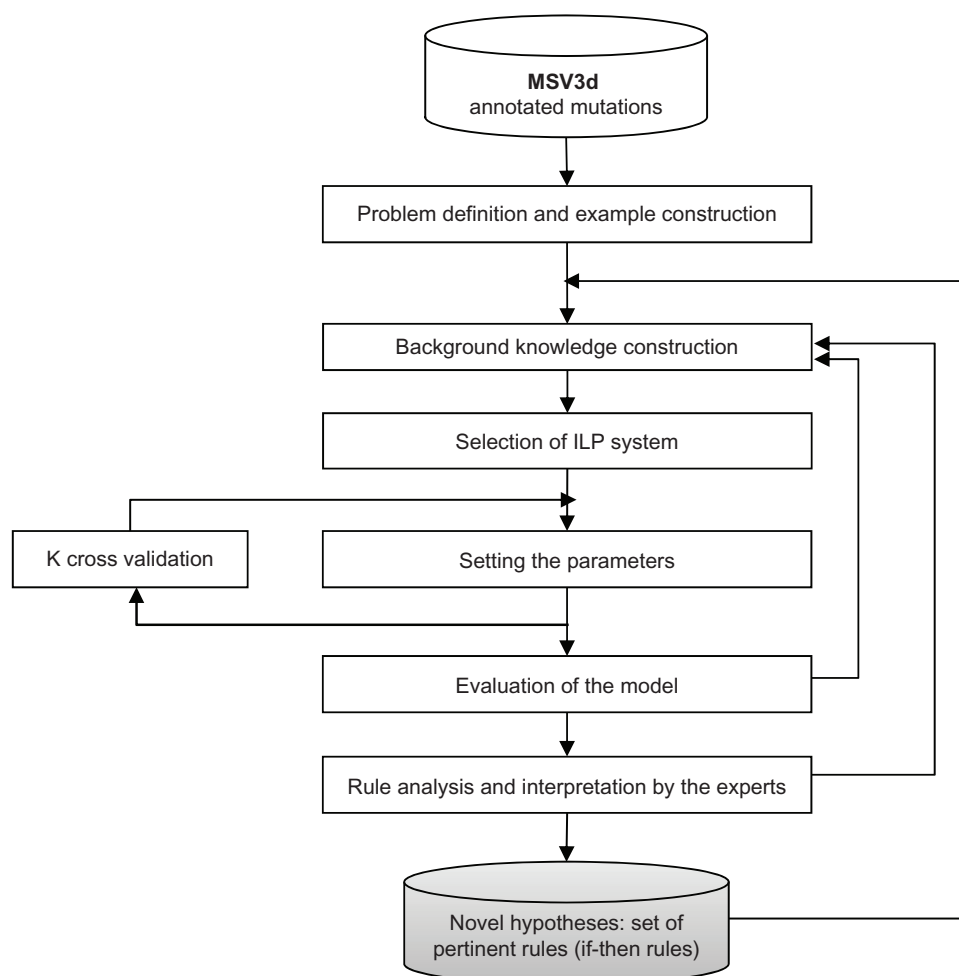 MSV3d
annotated mutations
Problem definition and example construction
Background knowledge construction
Selection of ILP system
K cross validation
Setting the parameters
Evaluation of the model
Rule analysis and interpretation by the experts
Novel hypotheses: set of
pertinent rules (if-then rules)